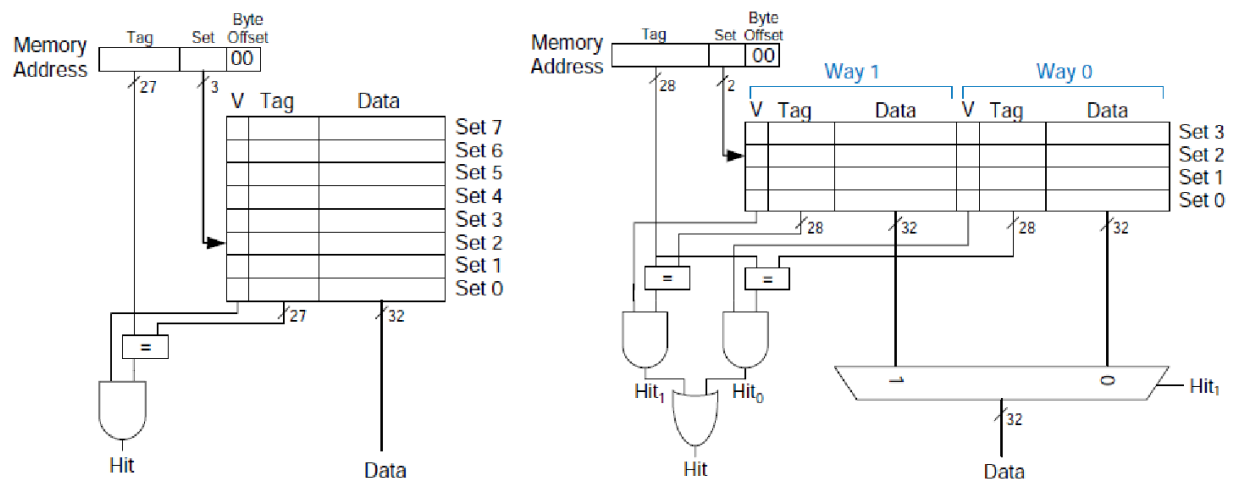 Memory Address
Tag Set Byte Offset
00
27 3
V Tag Data
Set 7
Set 6
Set 5
Set 4
Set 3
Set 2
Set 1
Set 0
27 32
=
Hit Data
Memory Address
Tag Set Byte Offset
00
28 2
Way 1 Way 0
V Tag Data V Tag Data
Set 3
Set 2
Set 1
Set 0
28 32 28 32
= =
Hit₁ Hit₀ 1 0 Hit₁
32
Hit Data